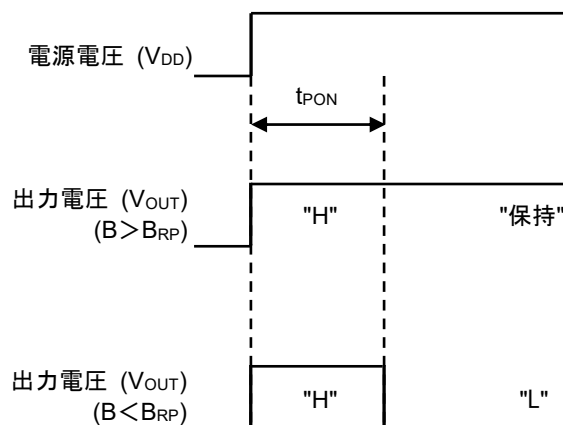 電源電圧 (VDD)
tPON
出力電圧 (VOUT)
(B＞BRP)
"H"
"保持"
出力電圧 (VOUT)
(B＜BRP)
"H"
"L"